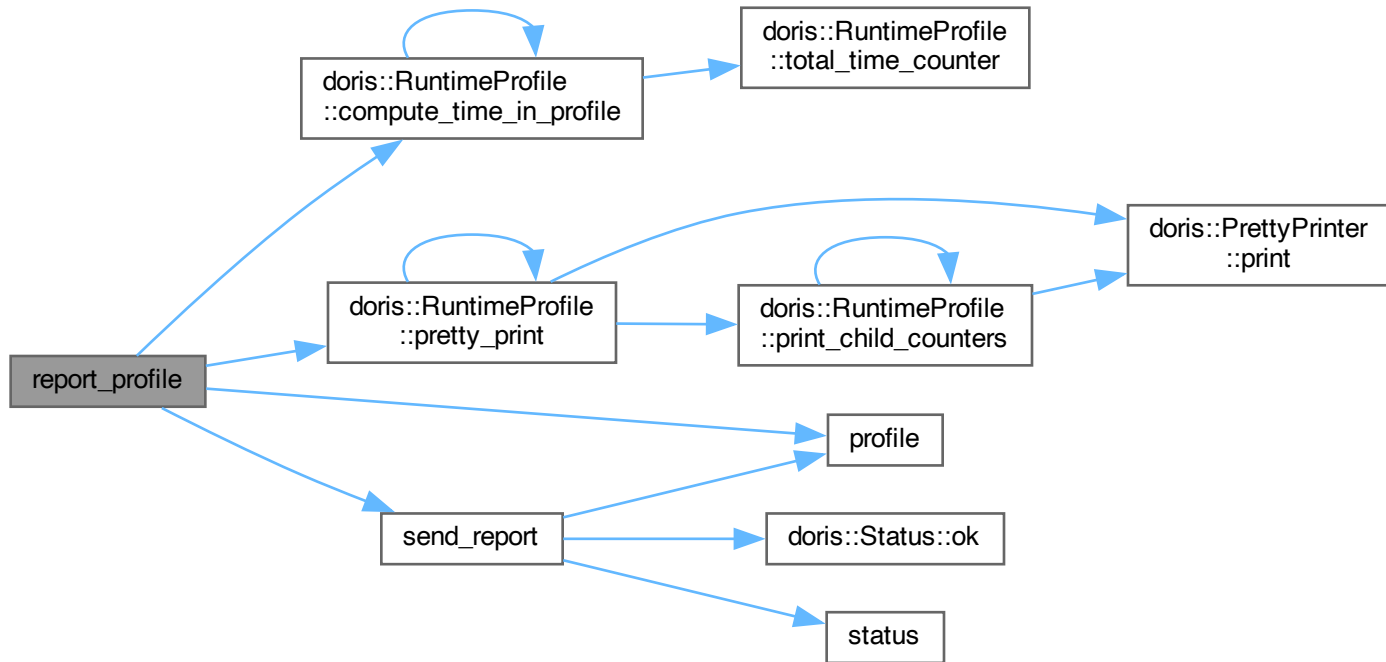 doris::RuntimeProfile
::total_time_counter
doris::RuntimeProfile
::compute_time_in_profile
doris::PrettyPrinter
::print
doris::RuntimeProfile
::pretty_print
doris::RuntimeProfile
::print_child_counters
report_profile
profile
send_report
doris::Status::ok
status